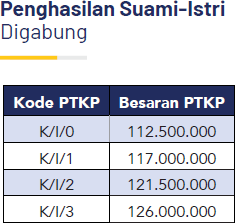 Penghasilan Suami-Istri
Digabung
Kode PTKP Besaran PTKP
K/I/0 112.500.000
K/I/1 117.000.000
K/I/2 121.500.000
K/I/3 126.000.000